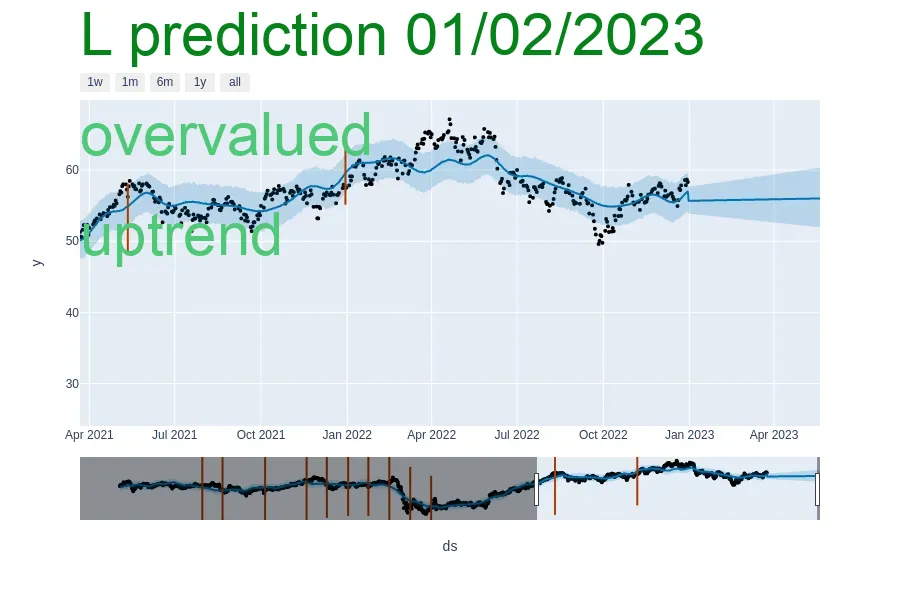 L prediction 01/02/2023
1w 1m 6m 1y all
overvalued
60
uptrend
50
y
40
30
Apr 2021 Jul 2021 Oct 2021 Jan 2022 Apr 2022 Jul 2022 Oct 2022 Jan 2023 Apr 2023
ds